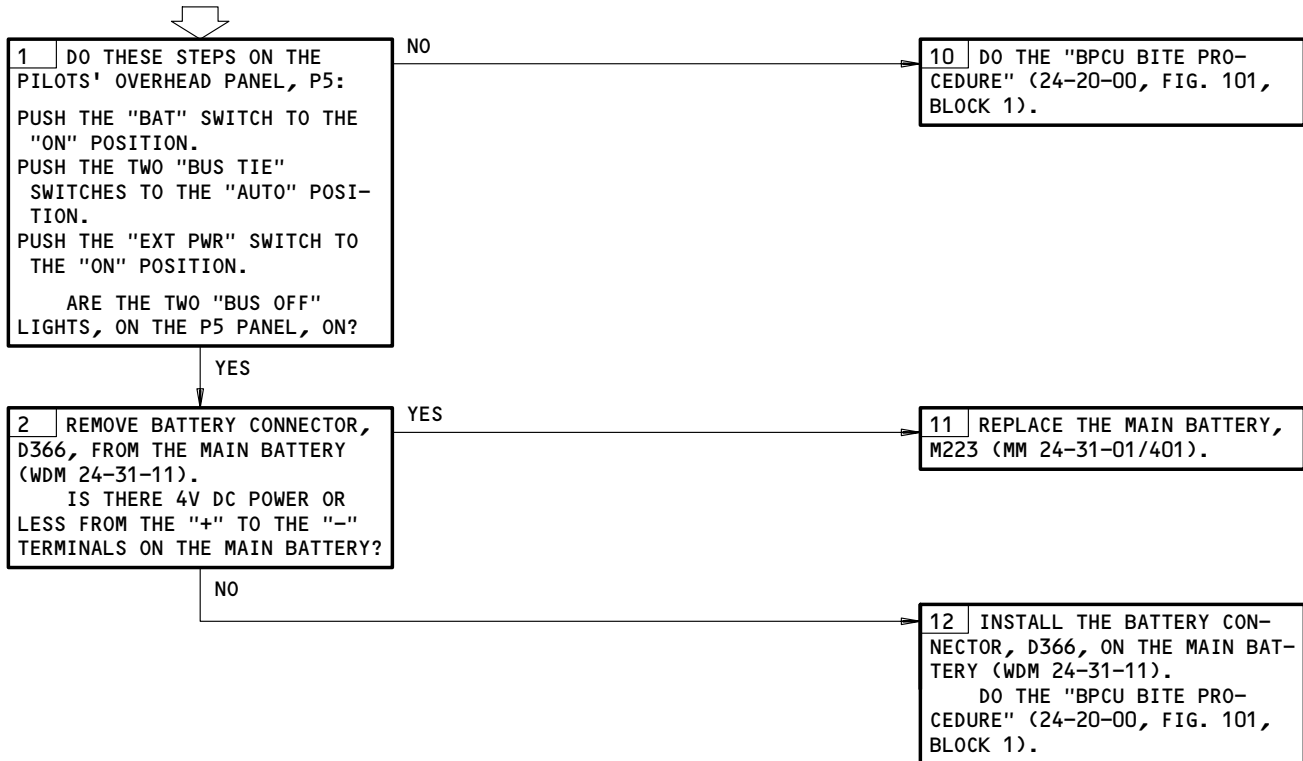 1 DO THESE STEPS ON THE
PILOTS' OVERHEAD PANEL, P5:
PUSH THE "BAT" SWITCH TO THE
"ON" POSITION.
PUSH THE TWO "BUS TIE"
SWITCHES TO THE "AUTO" POSI-
TION.
PUSH THE "EXT PWR" SWITCH TO
THE "ON" POSITION.
ARE THE TWO "BUS OFF"
LIGHTS, ON THE P5 PANEL, ON?
NO
10 DO THE "BPCU BITE PRO-
CEDURE" (24-20-00, FIG. 101,
BLOCK 1).
YES
2 REMOVE BATTERY CONNECTOR,
D366, FROM THE MAIN BATTERY
(WDM 24-31-11).
IS THERE 4V DC POWER OR
LESS FROM THE "+" TO THE "-"
TERMINALS ON THE MAIN BATTERY?
YES
11 REPLACE THE MAIN BATTERY,
M223 (MM 24-31-01/401).
NO
12 INSTALL THE BATTERY CON-
NECTOR, D366, ON THE MAIN BAT-
TERY (WDM 24-31-11).
DO THE "BPCU BITE PRO-
CEDURE" (24-20-00, FIG. 101,
BLOCK 1).